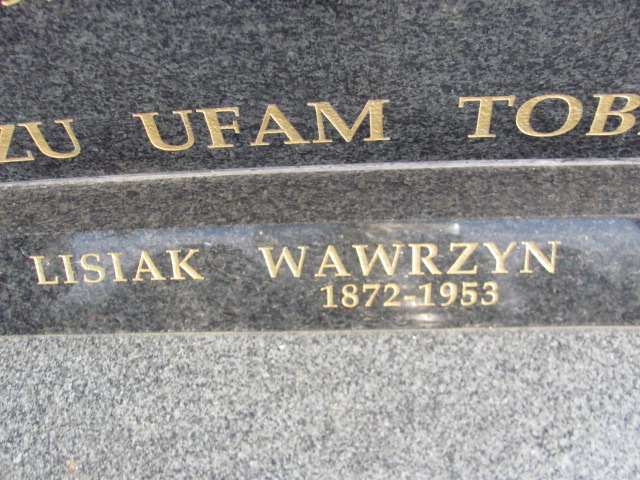 ZU UFAM TOB
LISIAK WAWRZYN
1872-1953